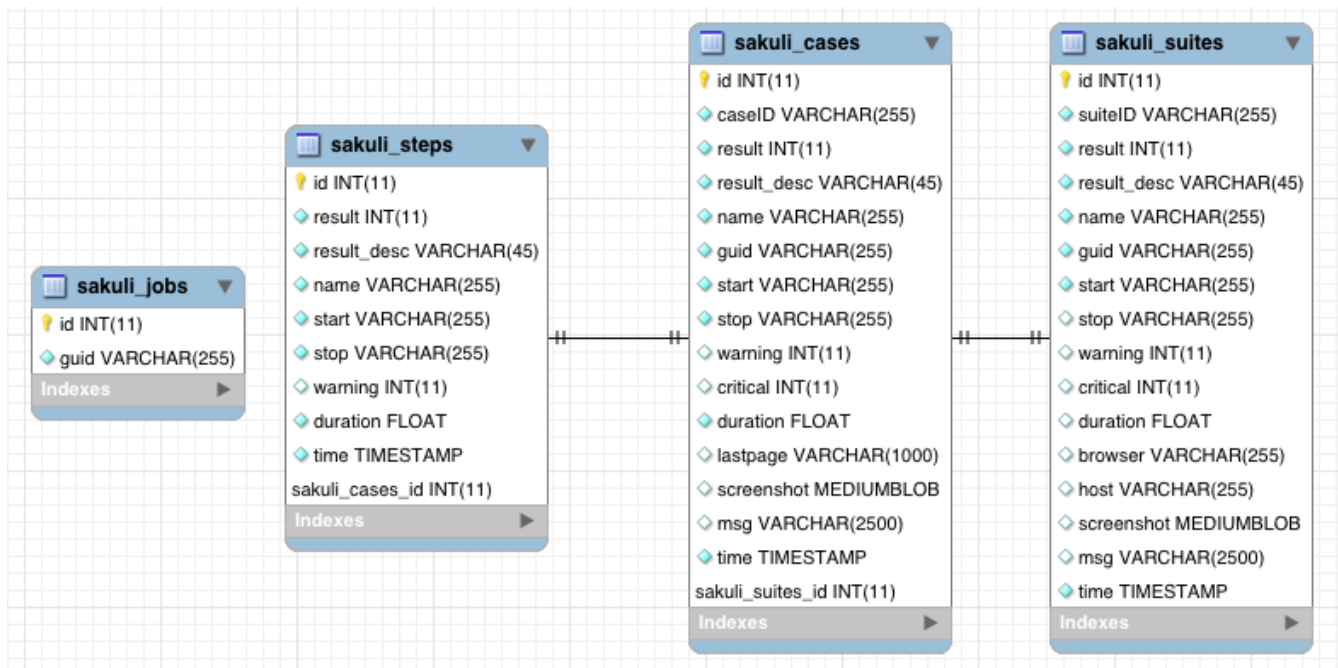 sakuli_jobs
id INT(11)
guid VARCHAR(255)
Indexes
sakuli_steps
id INT(11)
result INT(11)
result_desc VARCHAR(45)
name VARCHAR(255)
start VARCHAR(255)
stop VARCHAR(255)
warning INT(11)
duration FLOAT
time TIMESTAMP
sakuli_cases_id INT(11)
Indexes
sakuli_cases
id INT(11)
caseID VARCHAR(255)
result INT(11)
result_desc VARCHAR(45)
name VARCHAR(255)
guid VARCHAR(255)
start VARCHAR(255)
stop VARCHAR(255)
warning INT(11)
critical INT(11)
duration FLOAT
lastpage VARCHAR(1000)
screenshot MEDIUMBLOB
msg VARCHAR(2500)
time TIMESTAMP
sakuli_suites_id INT(11)
Indexes
sakuli_suites
id INT(11)
suiteID VARCHAR(255)
result INT(11)
result_desc VARCHAR(45)
name VARCHAR(255)
guid VARCHAR(255)
start VARCHAR(255)
stop VARCHAR(255)
warning INT(11)
critical INT(11)
duration FLOAT
browser VARCHAR(255)
host VARCHAR(255)
screenshot MEDIUMBLOB
msg VARCHAR(2500)
time TIMESTAMP
Indexes